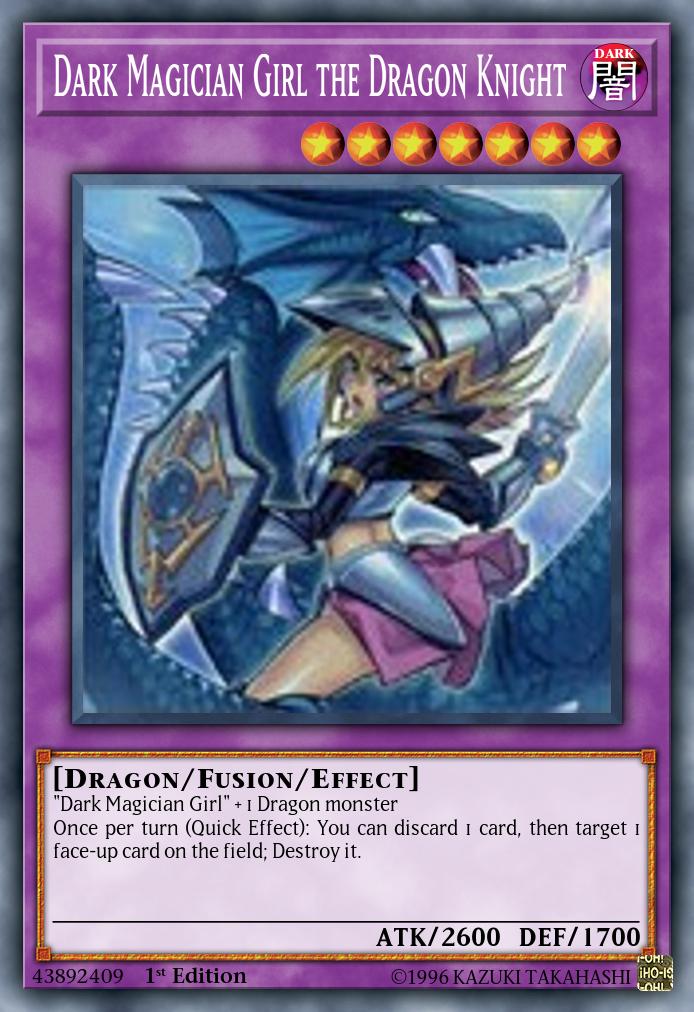 Dark Magician Girl the Dragon Knight
DARK
闇
[Dragon/Fusion/Effect]
"Dark Magician Girl" + 1 Dragon monster
Once per turn (Quick Effect): You can discard 1 card, then target 1
face-up card on the field; Destroy it.
ATK/2600 DEF/1700
43892409 1st Edition ©1996 KAZUKI TAKAHASHI